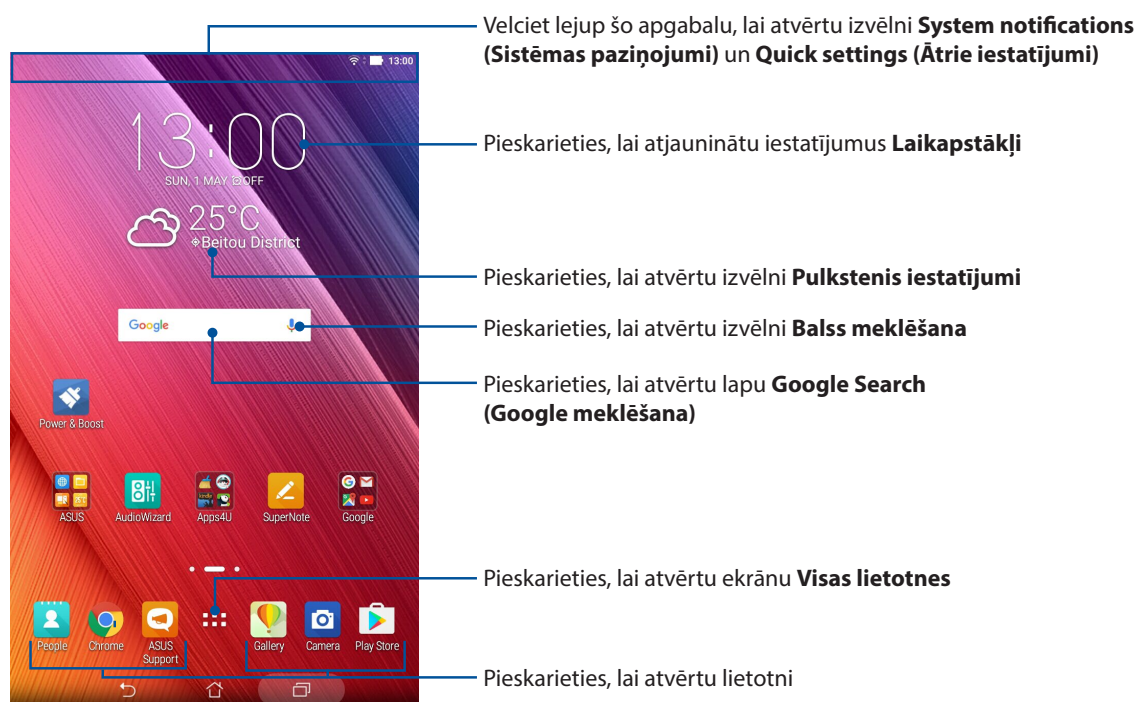 Velciet lejup šo apgabalu, lai atvērtu izvēlni System notifications
(Sistēmas paziņojumi) un Quick settings (Ātrie iestatījumi)
13:00
13:00
Pieskarieties, lai atjauninātu iestatījumus Laikapstākļi
SUN, 1 MAY OFF
25°C
Beitou District
Pieskarieties, lai atvērtu izvēlni Pulkstenis iestatījumi
Google
Pieskarieties, lai atvērtu izvēlni Balss meklēšana
Pieskarieties, lai atvērtu lapu Google Search
(Google meklēšana)
Power & Boost
kindle
ASUS AudioWizard Apps4U SuperNote Google
Pieskarieties, lai atvērtu ekrānu Visas lietotnes
People Chrome ASUS Support Gallery Camera Play Store
Pieskarieties, lai atvērtu lietotni